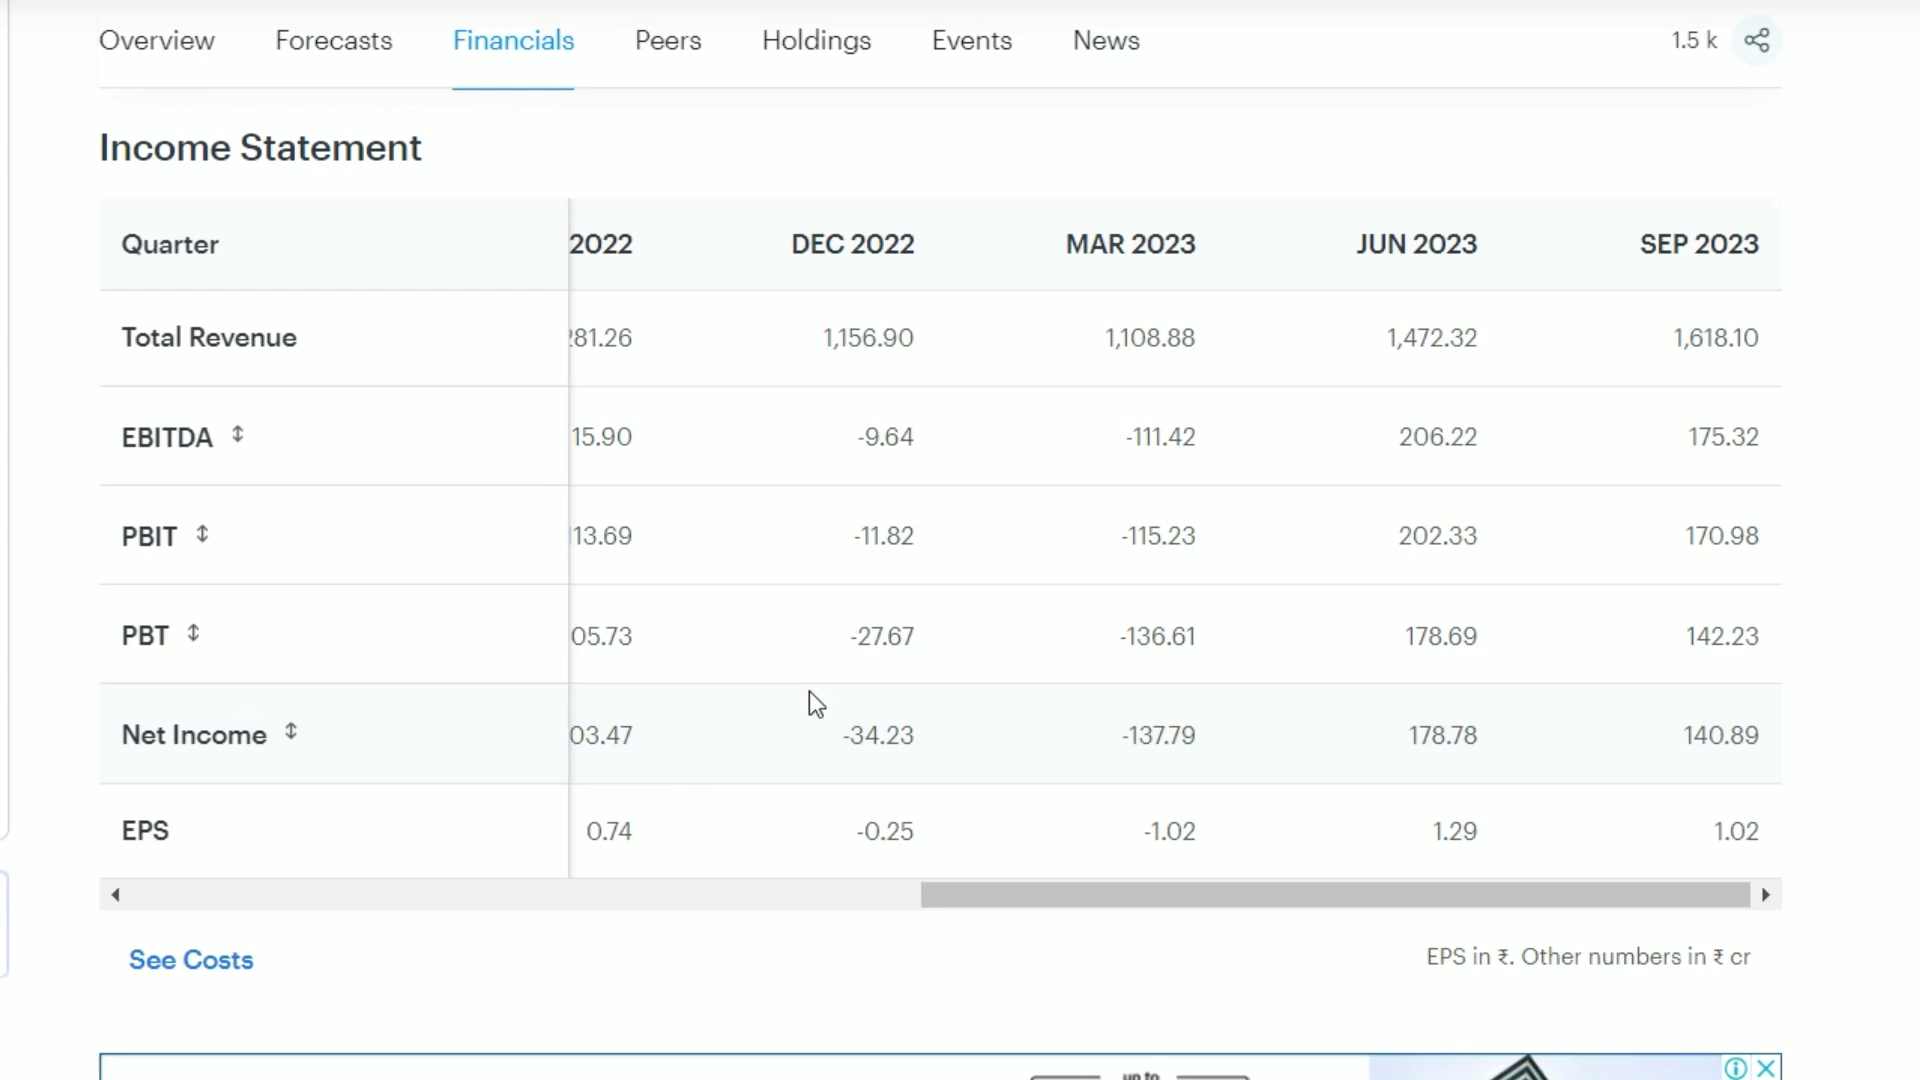 Overview Forecasts Financials Peers Holdings Events News 1.5 k
Income Statement
Quarter 2022 DEC 2022 MAR 2023 JUN 2023 SEP 2023
Total Revenue 281.26 1,156.90 1,108.88 1,472.32 1,618.10
EBITDA 15.90 -9.64 -111.42 206.22 175.32
PBIT 113.69 -11.82 -115.23 202.33 170.98
PBT 05.73 -27.67 -136.61 178.69 142.23
Net Income 03.47 -34.23 -137.79 178.78 140.89
EPS 0.74 -0.25 -1.02 1.29 1.02
See Costs EPS in ₹. Other numbers in ₹ cr
up to